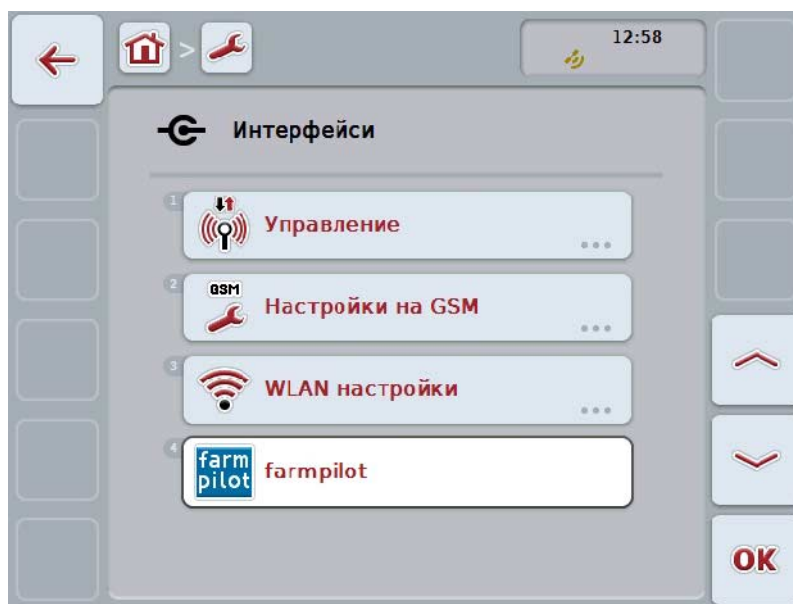 12:58
Интерфейси
1
Управление
2
GSM
Настройки на GSM
3
WLAN настройки
4
farm
pilot
farmpilot
OK